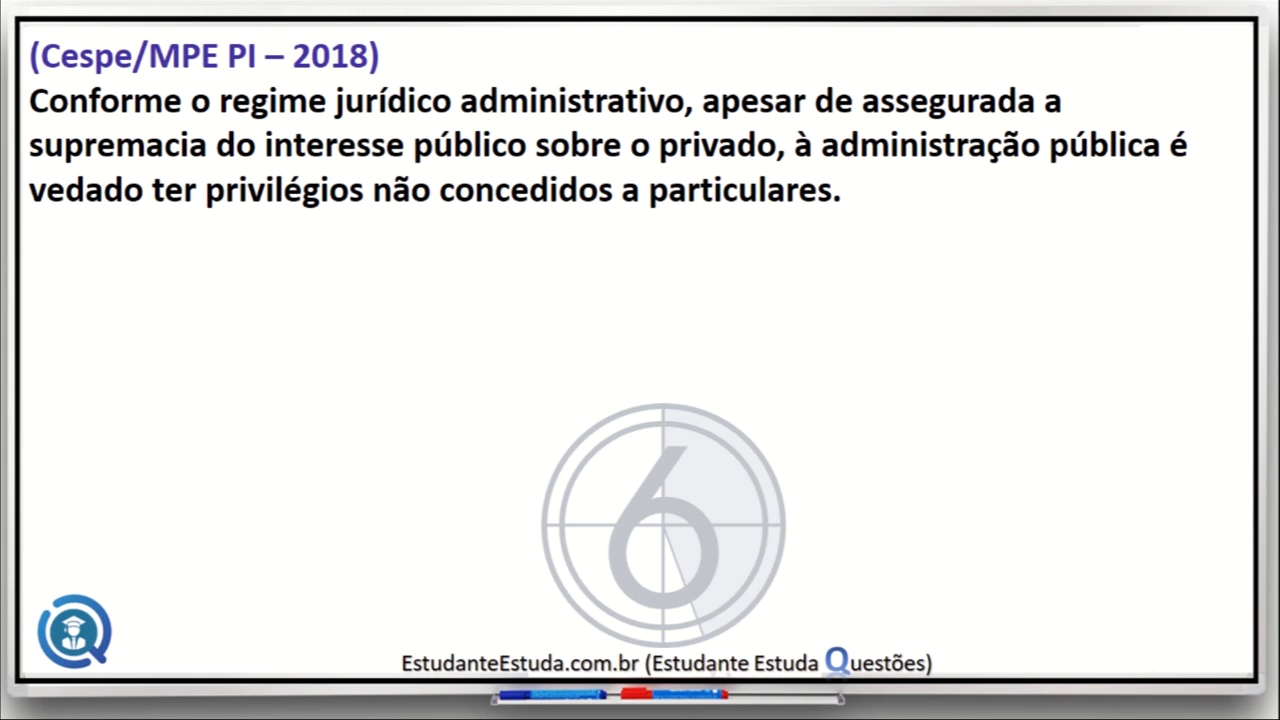 (Cespe/MPE PI – 2018)
Conforme o regime jurídico administrativo, apesar de assegurada a
supremacia do interesse público sobre o privado, à administração pública é
vedado ter privilégios não concedidos a particulares.
6
EstudanteEstuda.com.br (Estudante Estuda Questões)